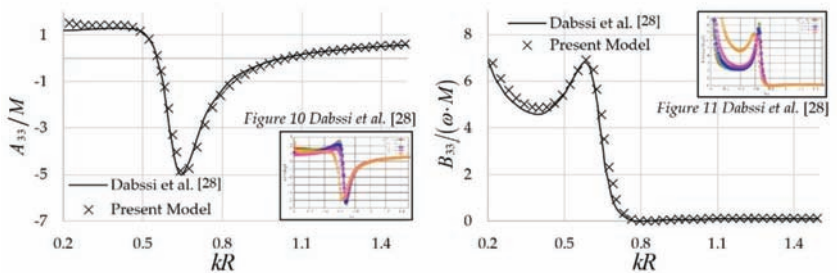 1
-1
-3
-5
-7
A₃₃/M
Figure 10 Dabssi et al. [28]
Dabssi et al. [28]
Present Model
0.2 0.5 0.8 1.1 1.4
kR
8
6
4
2
0
B₃₃/(ω·M)
Dabssi et al. [28]
Present Model
Figure 11 Dabssi et al. [28]
0.2 0.5 0.8 1.1 1.4
kR